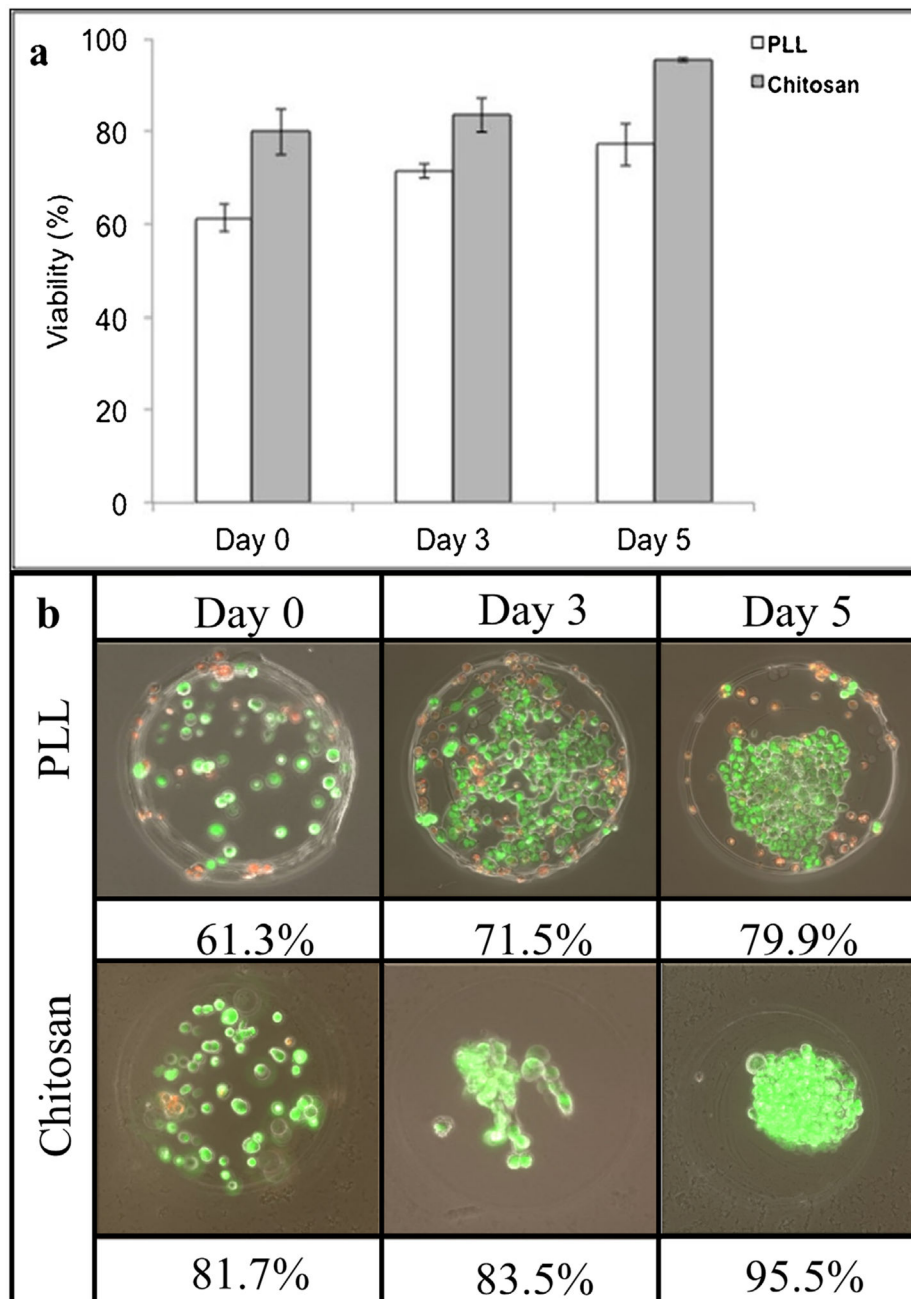 a
PLL
Chitosan
Viability (%)
100
80
60
40
20
0
Day 0 Day 3 Day 5
b
Day 0 Day 3 Day 5
PLL
61.3% 71.5% 79.9%
Chitosan
81.7% 83.5% 95.5%